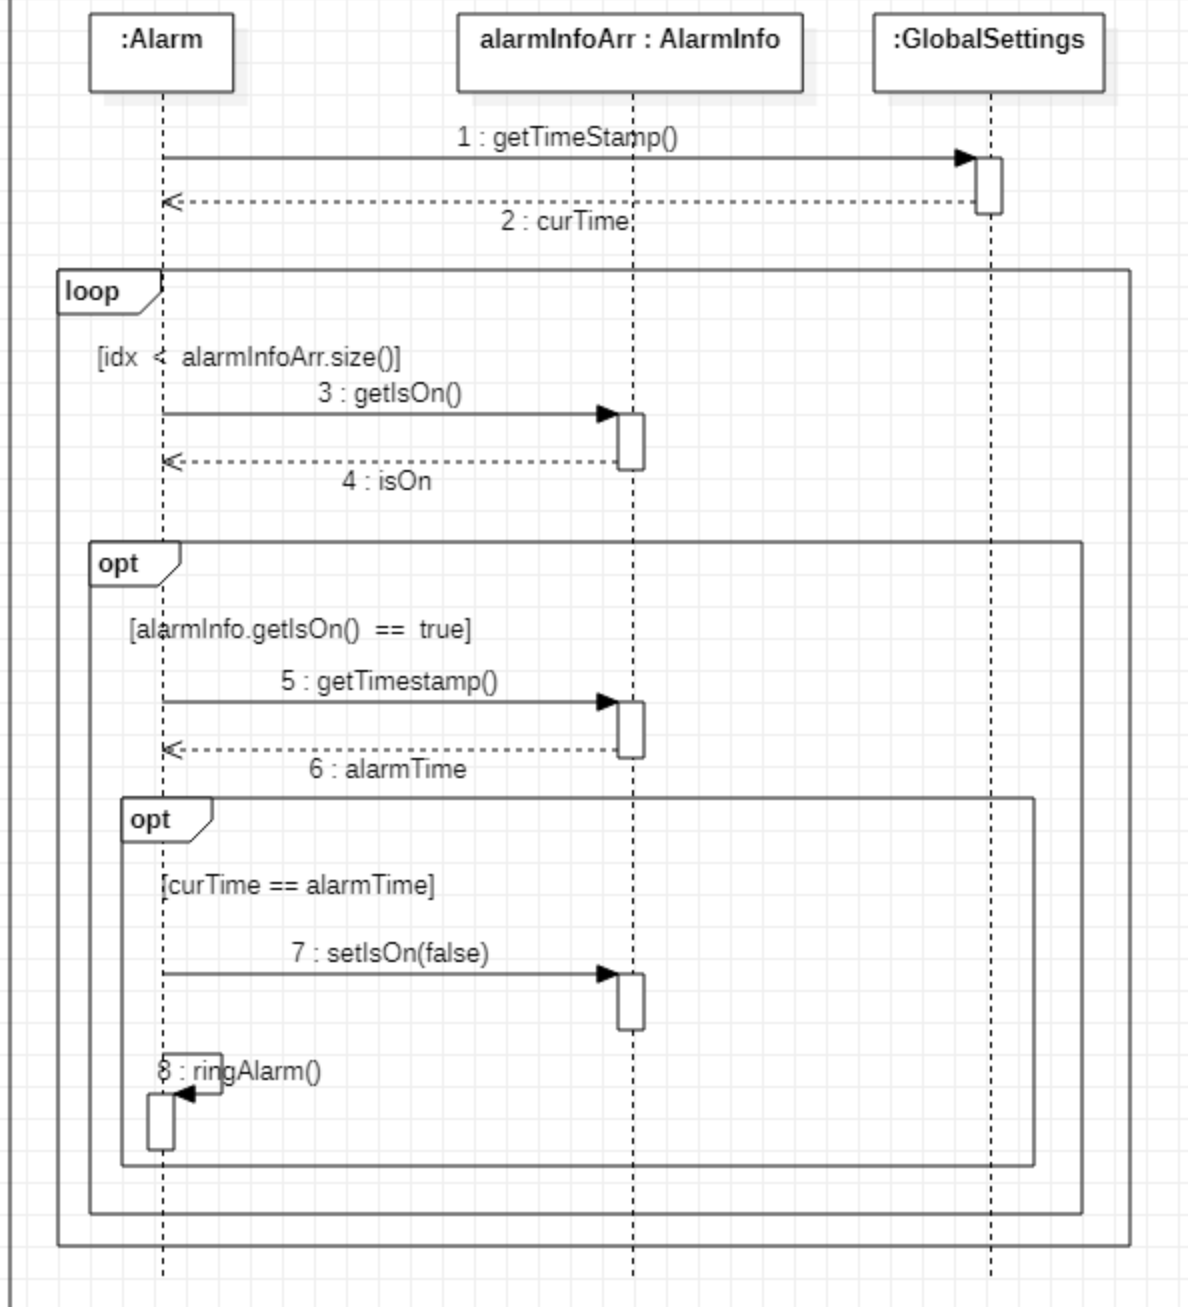 :Alarm
alarmInfoArr : AlarmInfo
:GlobalSettings
1 : getTimeStamp()
2 : curTime
loop
[idx < alarmInfoArr.size()]
3 : getIsOn()
4 : isOn
opt
[alarmInfo.getIsOn() == true]
5 : getTimestamp()
6 : alarmTime
opt
[curTime == alarmTime]
7 : setIsOn(false)
8 : ringAlarm()